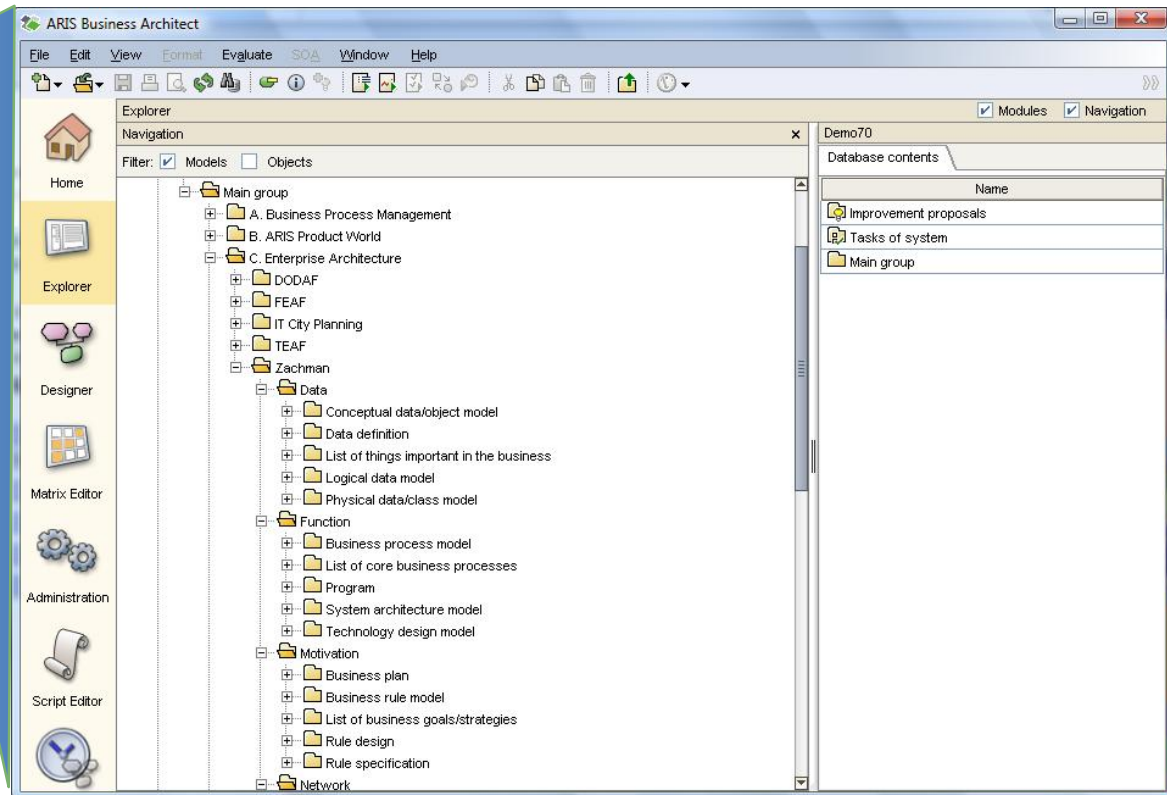 ARIS Business Architect
File Edit View Format Evaluate SOA Window Help
Explorer
Modules Navigation
Navigation
x
Demo70
Filter: Models Objects
Database contents
Home
Explorer
Designer
Matrix Editor
Administration
Script Editor
Main group
A. Business Process Management
B. ARIS Product World
C. Enterprise Architecture
DODAF
FEAF
IT City Planning
TEAF
Zachman
Data
Conceptual data/object model
Data definition
List of things important in the business
Logical data model
Physical data/class model
Function
Business process model
List of core business processes
Program
System architecture model
Technology design model
Motivation
Business plan
Business rule model
List of business goals/strategies
Rule design
Rule specification
Network
Name
Improvement proposals
Tasks of system
Main group